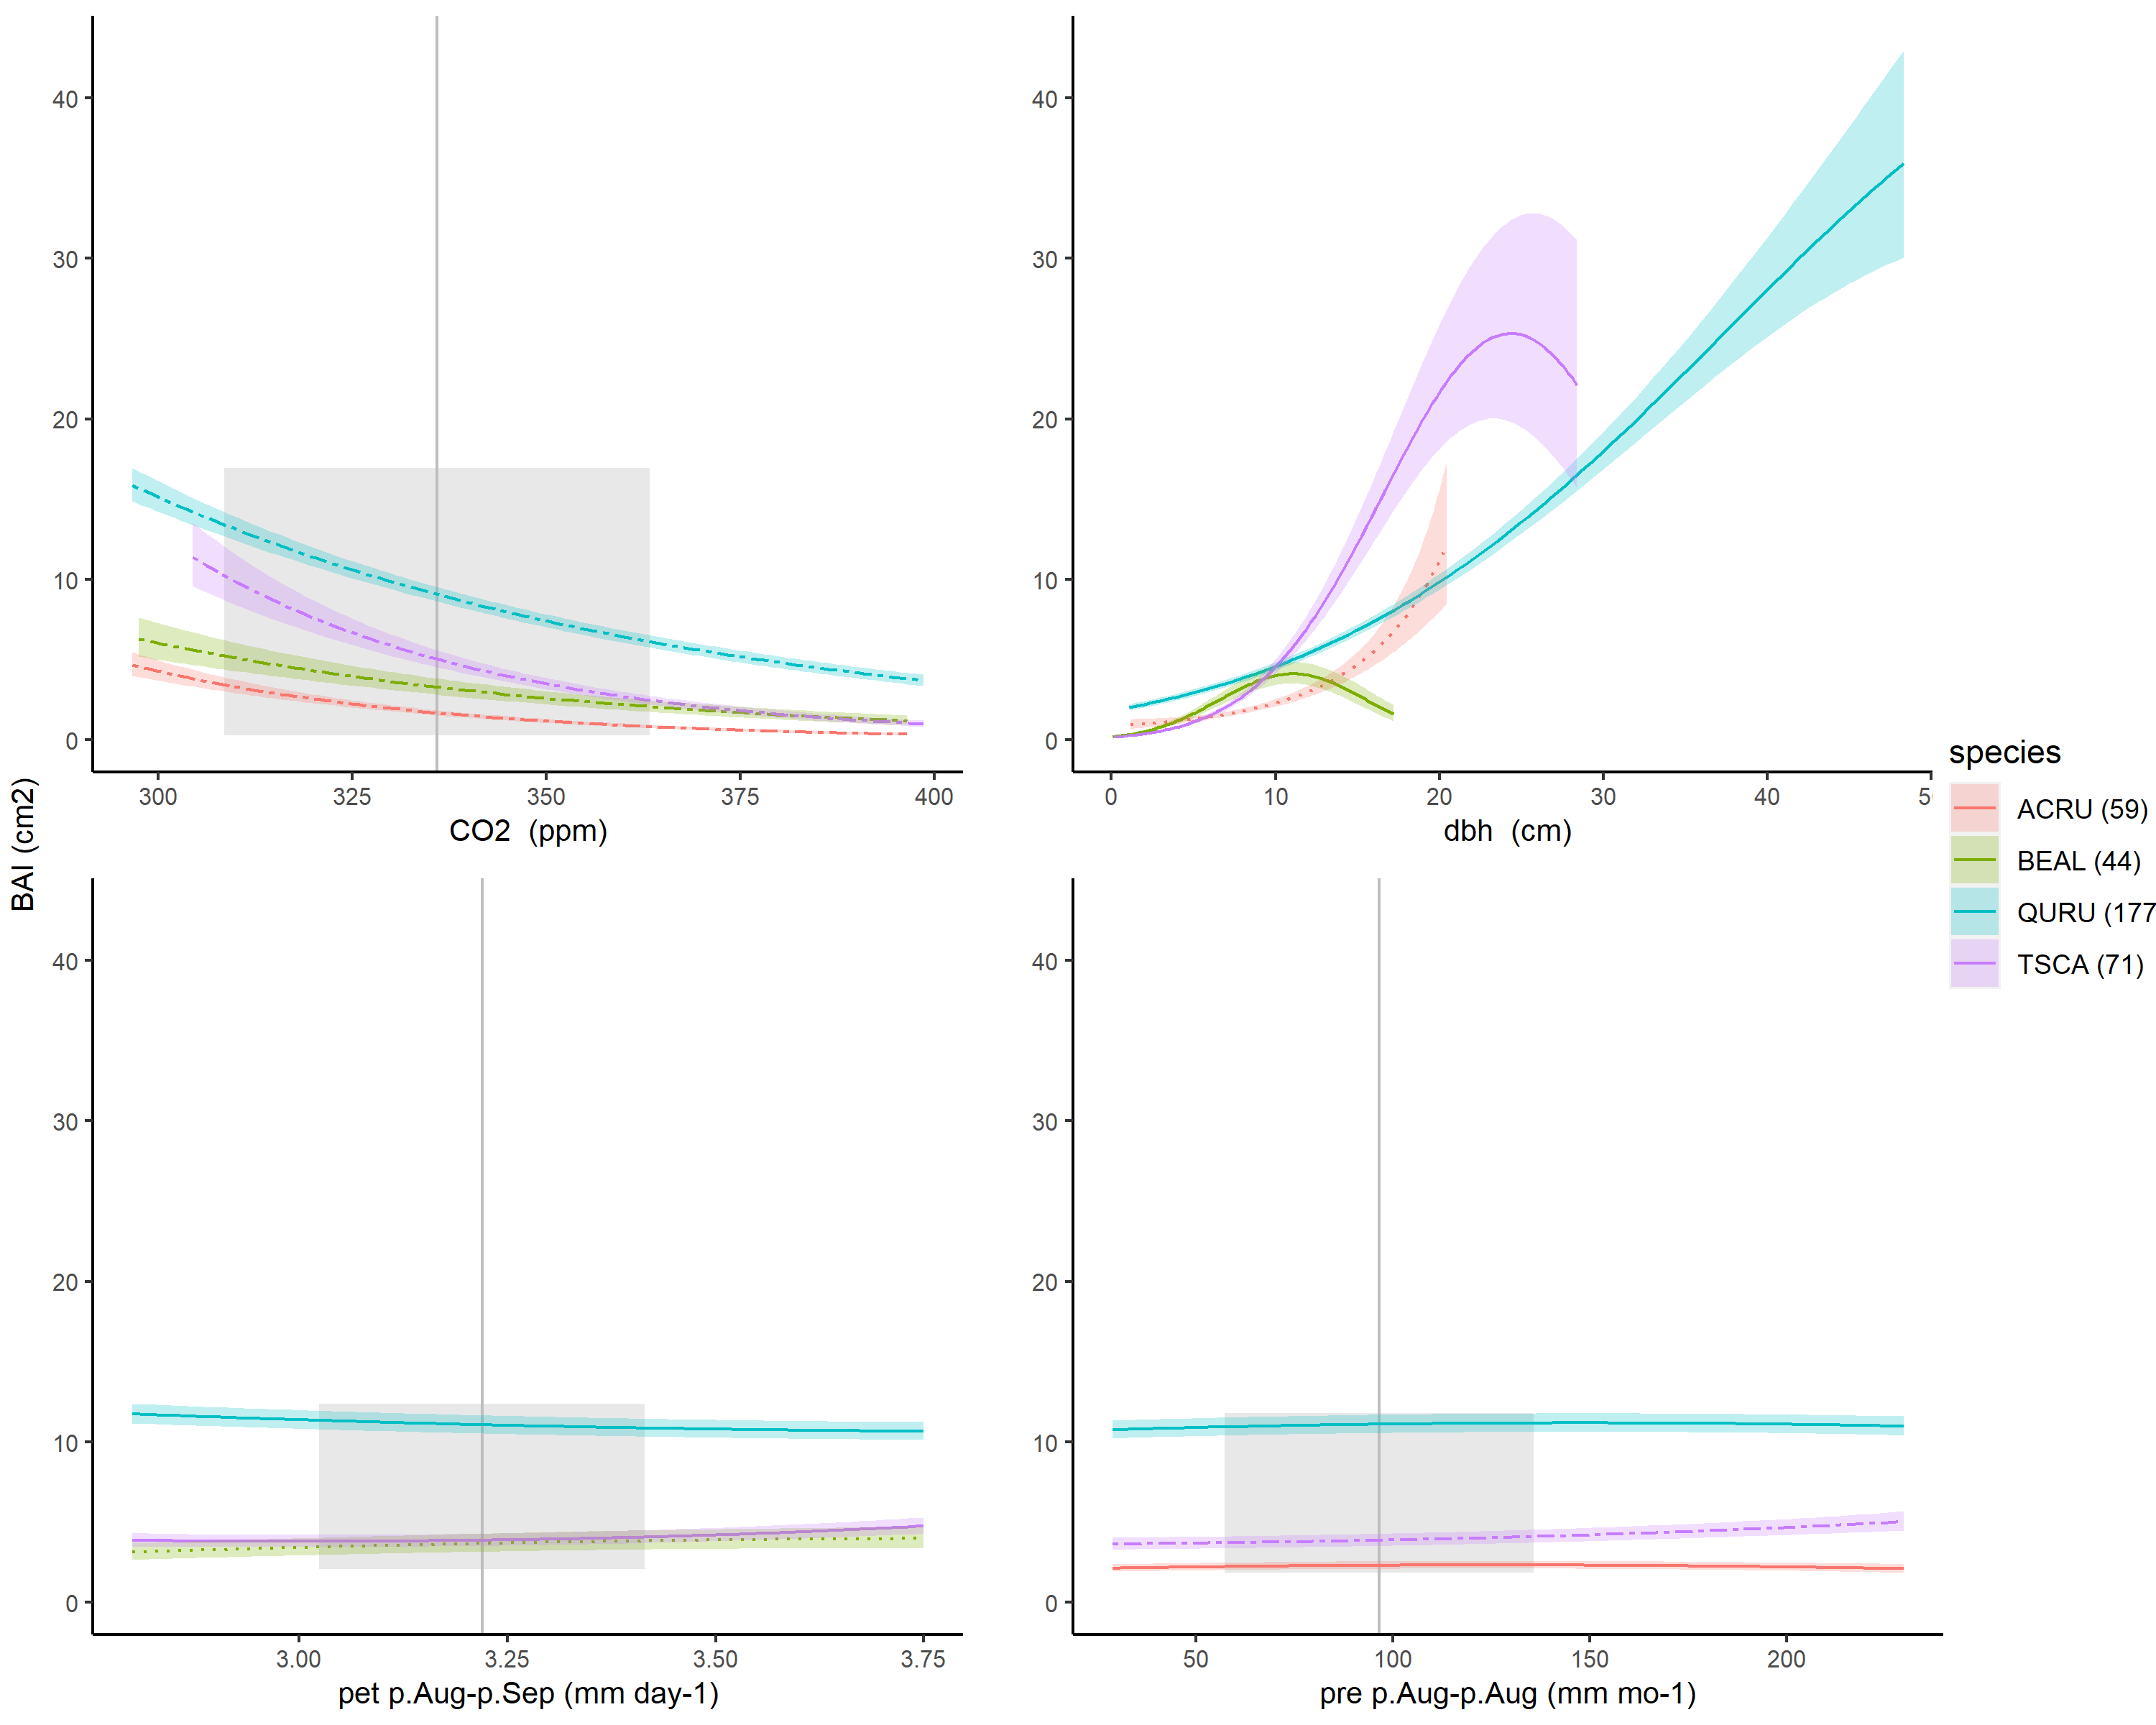 40
30
20
10
0
300 325 350 375 400
CO2 (ppm)
40
30
20
10
0
0 10 20 30 40 5
dbh (cm)
BAI (cm2)
40
30
20
10
0
3.00 3.25 3.50 3.75
pet p.Aug-p.Sep (mm day-1)
40
30
20
10
0
50 100 150 200
pre p.Aug-p.Aug (mm mo-1)
species
ACRU (59)
BEAL (44)
QURU (177
TSCA (71)